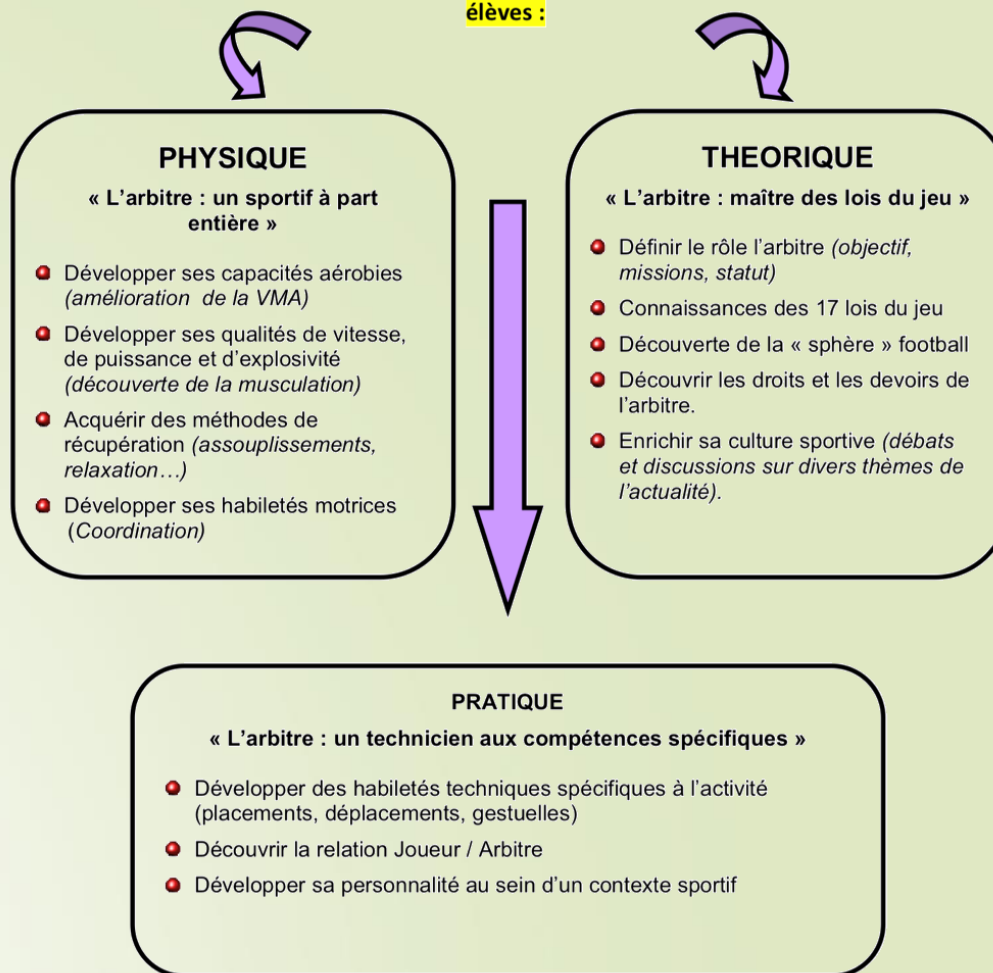 élèves :
PHYSIQUE
« L'arbitre : un sportif à part
entière »
Développer ses capacités aérobies
(amélioration de la VMA)
Développer ses qualités de vitesse,
de puissance et d'explosivité
(découverte de la musculation)
Acquérir des méthodes de
récupération (assouplissements,
relaxation…)
Développer ses habiletés motrices
(Coordination)
THEORIQUE
« L'arbitre : maître des lois du jeu »
Définir le rôle l'arbitre (objectif,
missions, statut)
Connaissances des 17 lois du jeu
Découverte de la « sphère » football
Découvrir les droits et les devoirs de
l'arbitre.
Enrichir sa culture sportive (débats
et discussions sur divers thèmes de
l'actualité).
PRATIQUE
« L'arbitre : un technicien aux compétences spécifiques »
Développer des habiletés techniques spécifiques à l'activité
(placements, déplacements, gestuelles)
Découvrir la relation Joueur / Arbitre
Développer sa personnalité au sein d'un contexte sportif